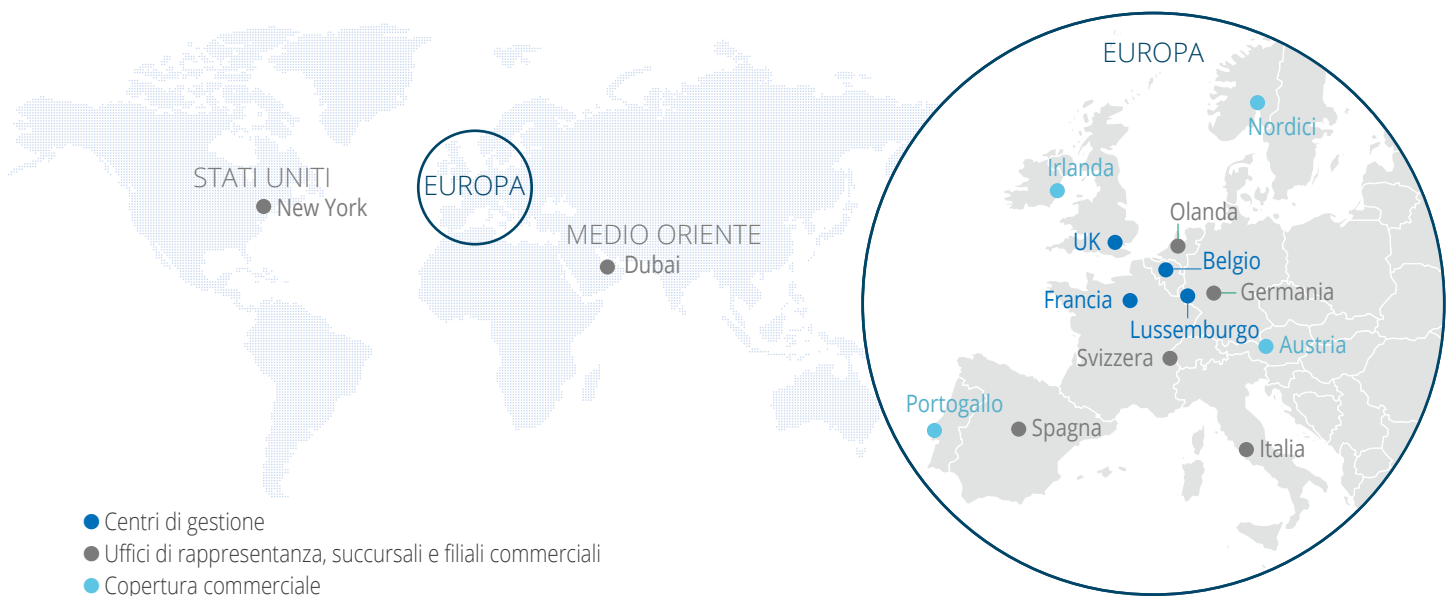 STATI UNITI
New York
EUROPA
MEDIO ORIENTE
Dubai
EUROPA
Nordici
Irlanda
Olanda
UK
Belgio
Francia
Germania
Lussemburgo
Svizzera
Austria
Portogallo
Spagna
Italia
Centri di gestione
Uffici di rappresentanza, succursali e filiali commerciali
Copertura commerciale